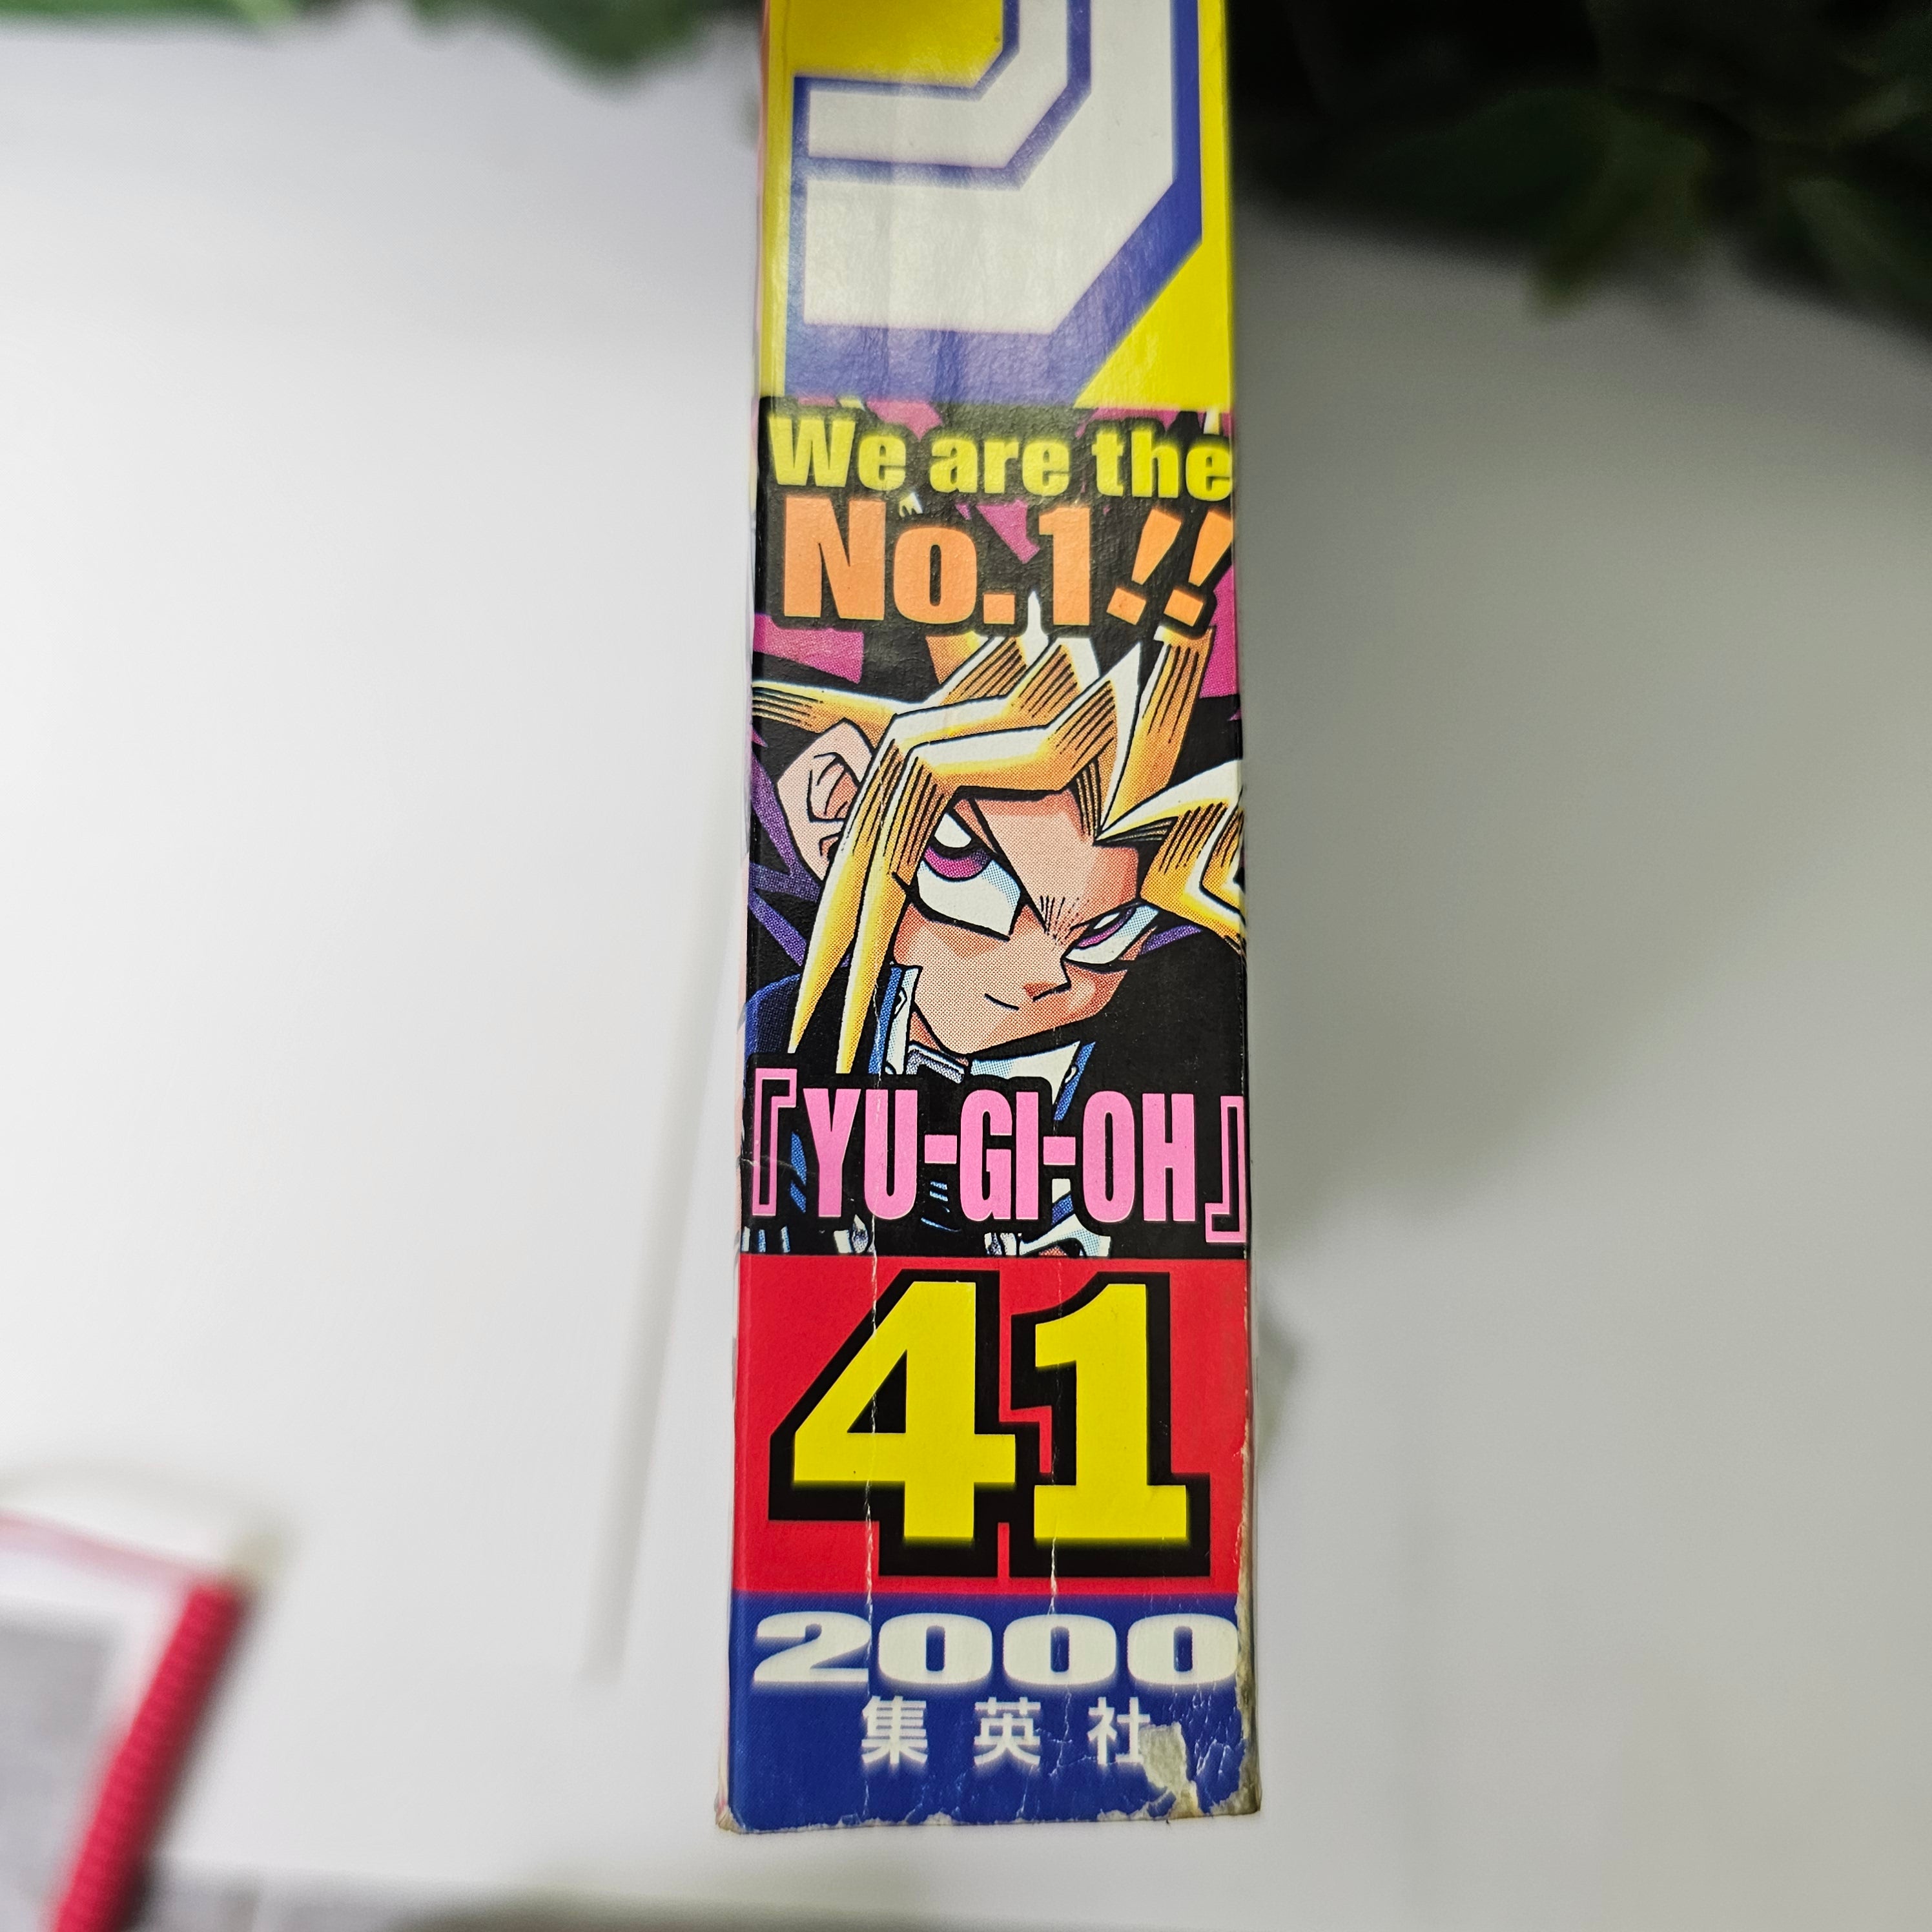 We are the
No.1!!
『YU-GI-OH』
41
2000
集英社